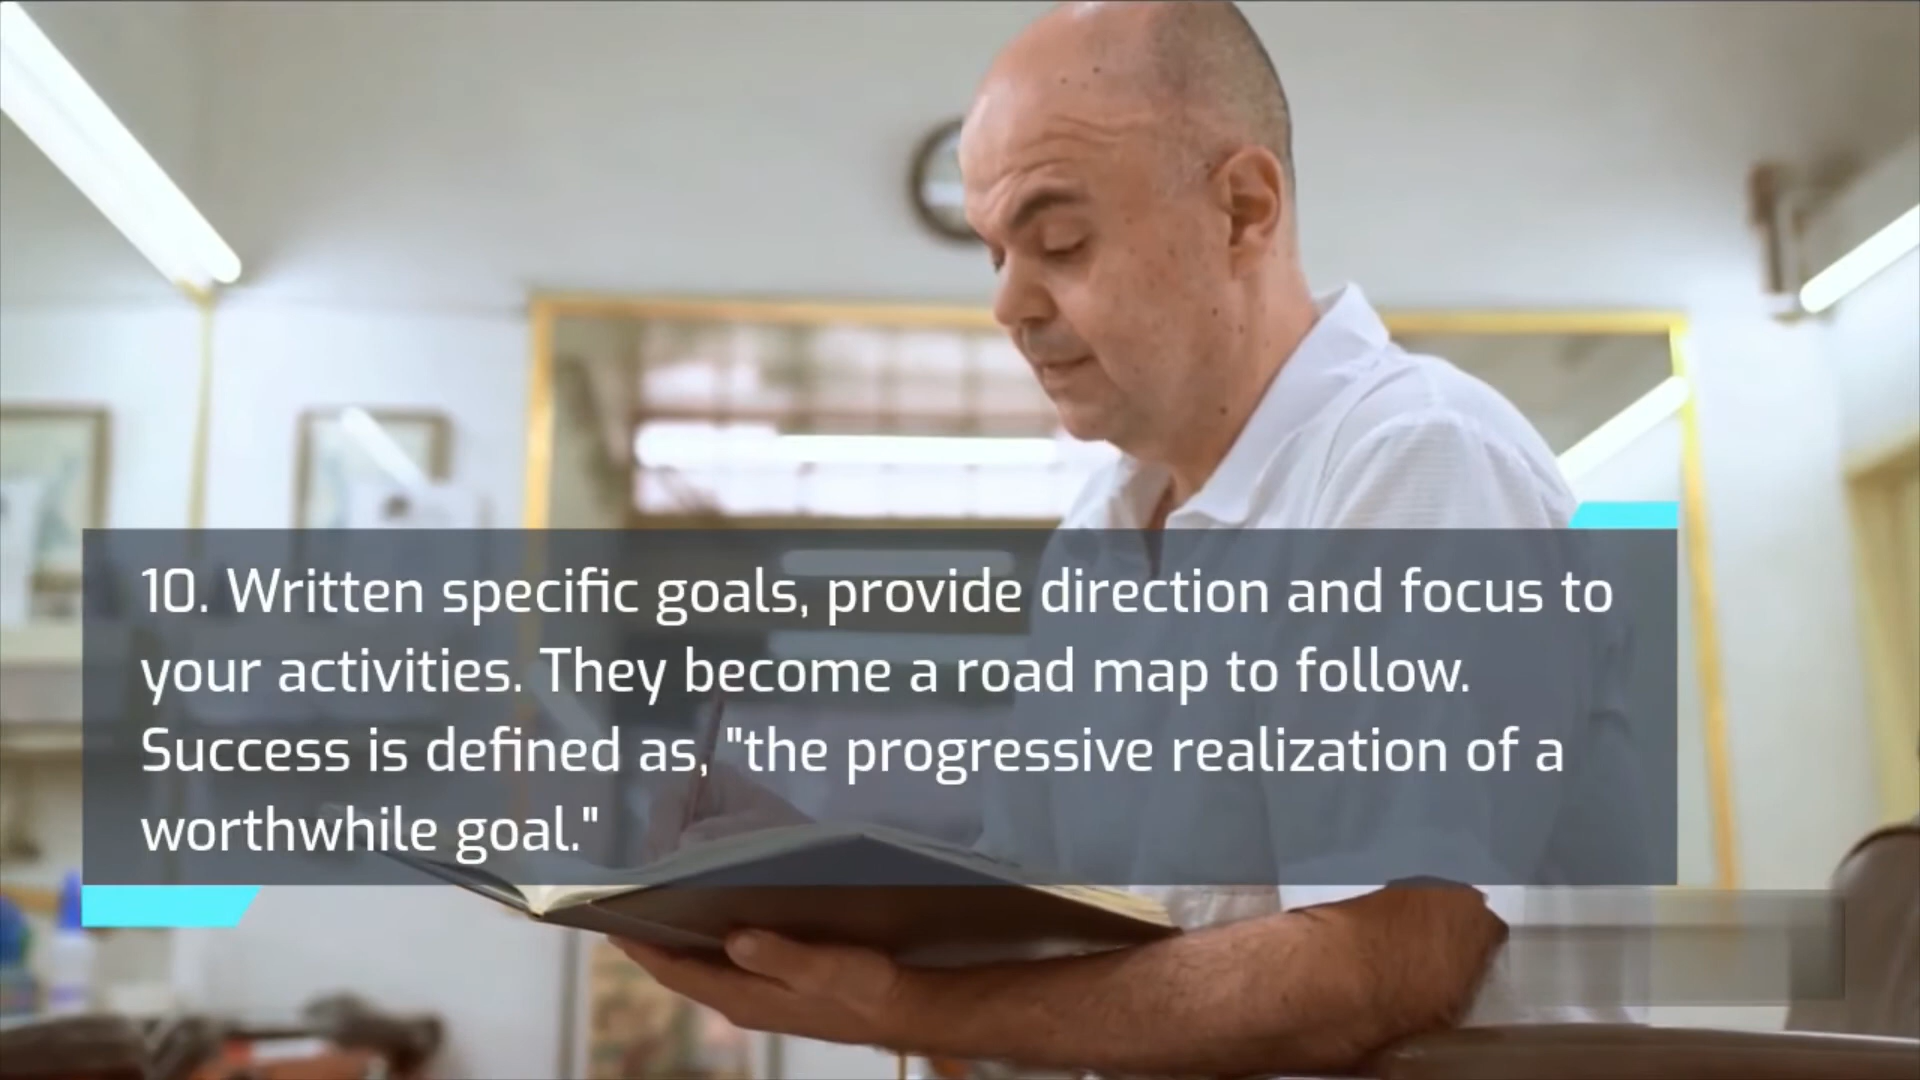 10. Written specific goals, provide direction and focus to
your activities. They become a road map to follow.
Success is defined as, "the progressive realization of a
worthwhile goal."